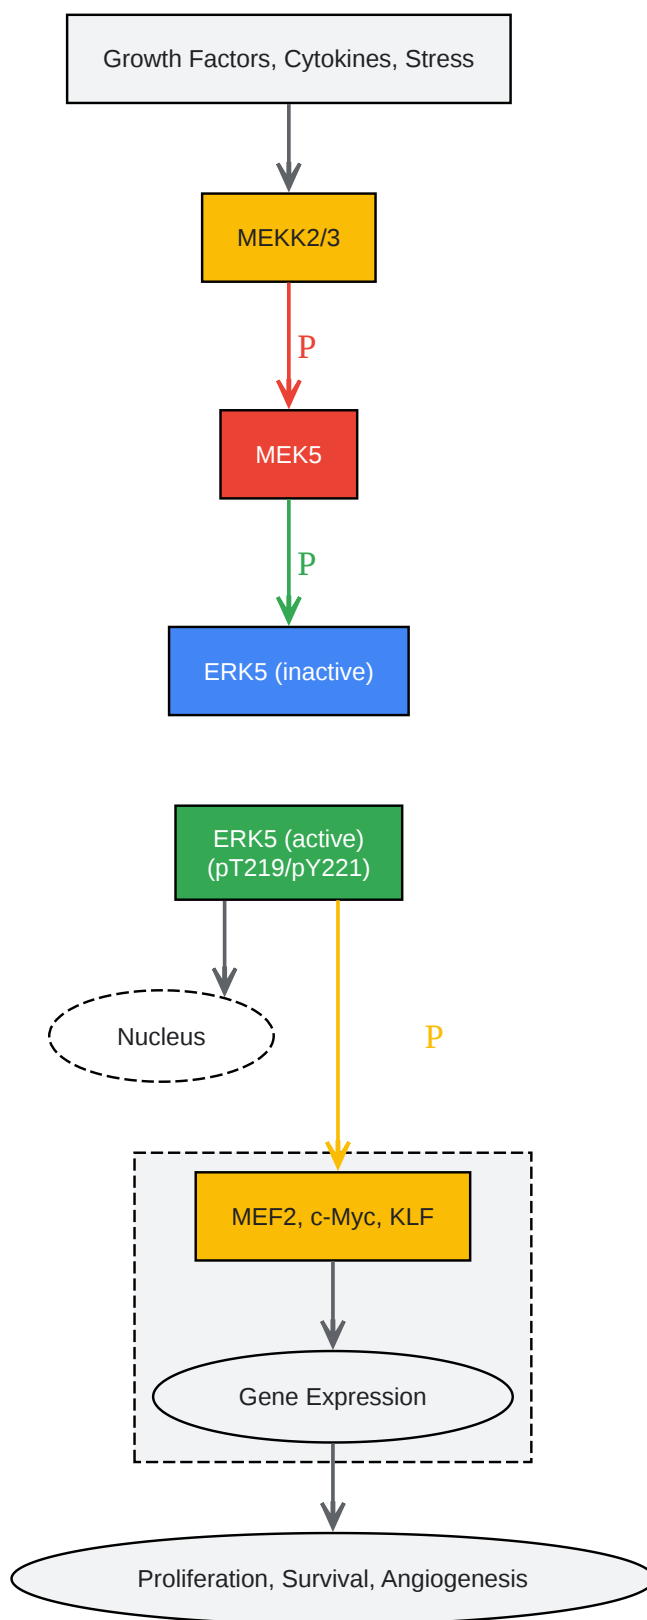 Growth Factors, Cytokines, Stress
MEKK2/3
P
MEK5
P
ERK5 (inactive)
ERK5 (active)
(pT219/pY221)
Nucleus
P
MEF2, c-Myc, KLF
Gene Expression
Proliferation, Survival, Angiogenesis